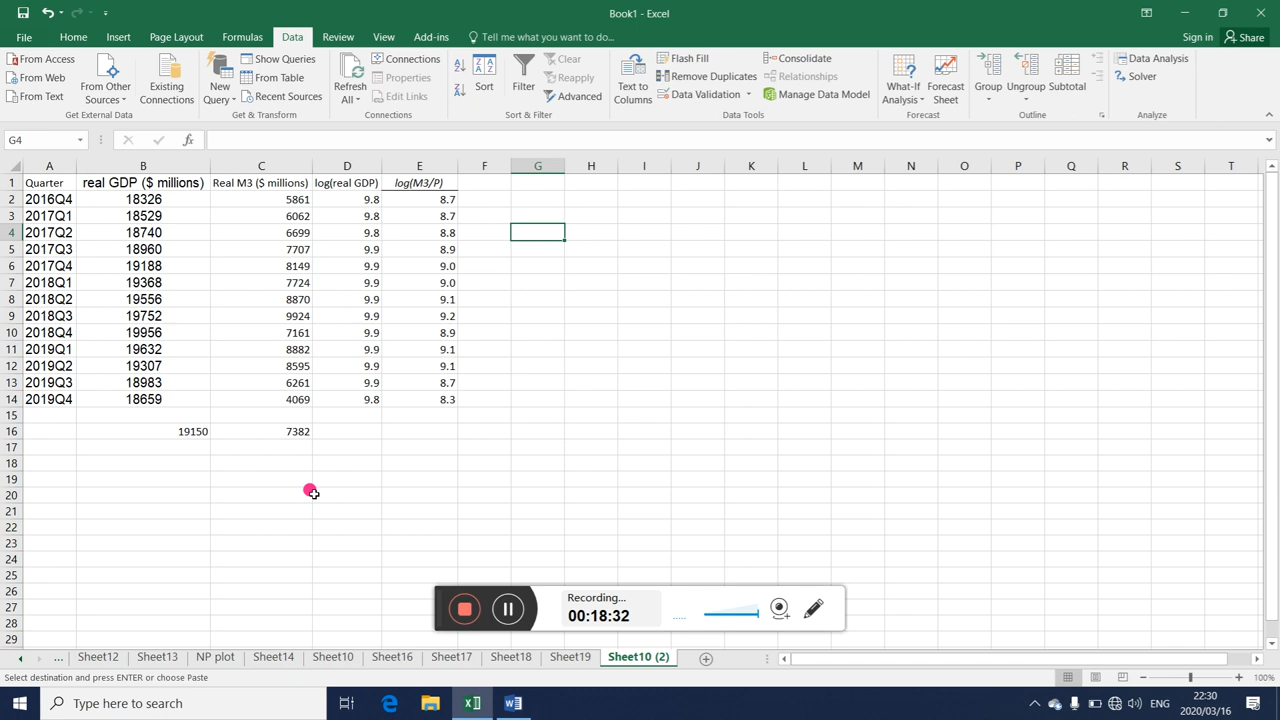 Book1 - Excel
File Home Insert Page Layout Formulas Data Review View Add-ins Tell me what you want to do... Sign in Share
From Access
From Web
From Text
From Other Sources
Existing Connections
Get External Data
New Query
Show Queries
From Table
Recent Sources
Get & Transform
Refresh All
Connections
Properties
Edit Links
Connections
Sort
Filter
Clear
Reapply
Advanced
Sort & Filter
Text to Columns
Flash Fill
Remove Duplicates
Data Validation
Consolidate
Relationships
Manage Data Model
Data Tools
What-If Analysis
Forecast Sheet
Forecast
Group
Ungroup
Subtotal
Outline
Data Analysis
Solver
Analyze
G4 fx
A B C D E F G H I J K L M N O P Q R S T
1 Quarter real GDP ($ millions) Real M3 ($ millions) log(real GDP) log(M3/P)
2 2016Q4 18326 5861 9.8 8.7
3 2017Q1 18529 6062 9.8 8.7
4 2017Q2 18740 6699 9.8 8.8
5 2017Q3 18960 7707 9.9 8.9
6 2017Q4 19188 8149 9.9 9.0
7 2018Q1 19368 7724 9.9 9.0
8 2018Q2 19556 8870 9.9 9.1
9 2018Q3 19752 9924 9.9 9.2
10 2018Q4 19956 7161 9.9 8.9
11 2019Q1 19632 8882 9.9 9.1
12 2019Q2 19307 8595 9.9 9.1
13 2019Q3 18983 6261 9.9 8.7
14 2019Q4 18659 4069 9.8 8.3
15
16 19150 7382
17
18
19
20
21
22
23
24
25
26
27
28
29
Recording...
00:18:32
... Sheet12 Sheet13 NP plot Sheet14 Sheet10 Sheet16 Sheet17 Sheet18 Sheet19 Sheet10 (2)
Select destination and press ENTER or choose Paste 100%
Type here to search ENG 22:30
2020/03/16